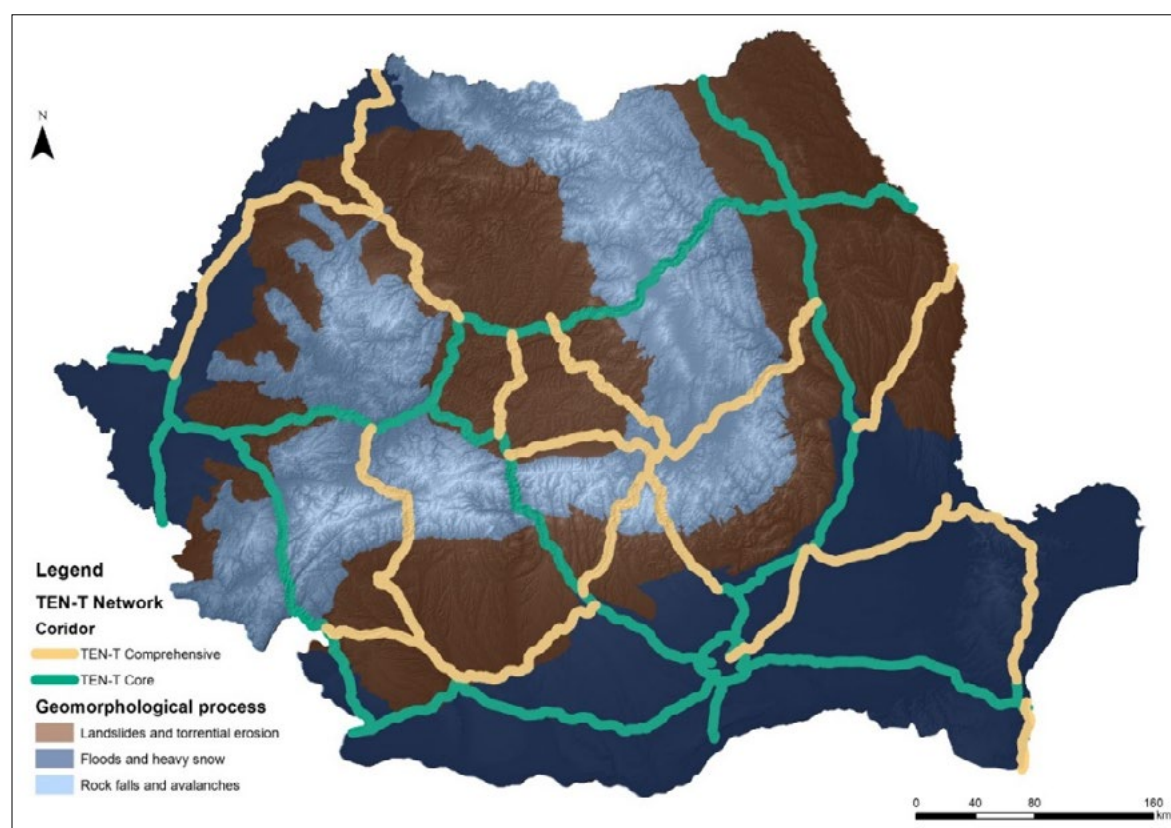 N
Legend
TEN-T Network
Coridor
TEN-T Comprehensive
TEN-T Core
Geomorphological process
Landslides and torrential erosion
Floods and heavy snow
Rock falls and avalanches
0 40 80 160
km